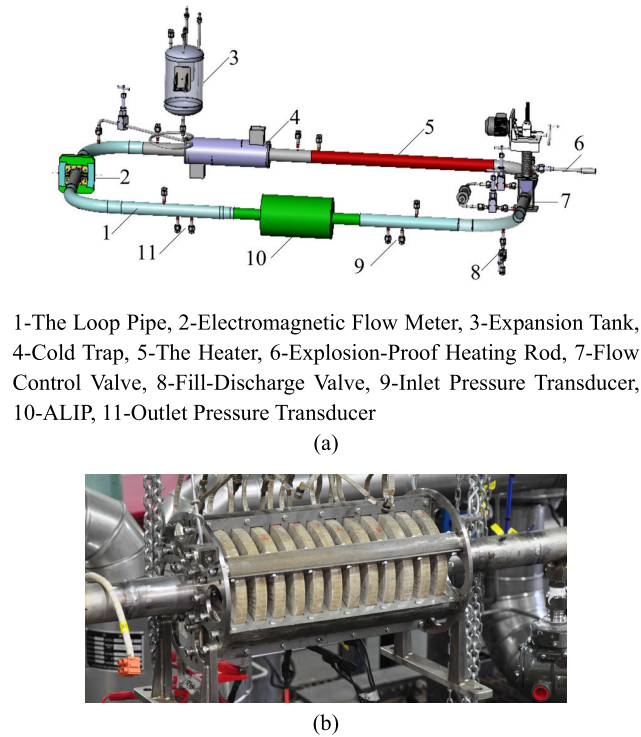 3
4
5
6
2
7
1
11
10
9
8
1-The Loop Pipe, 2-Electromagnetic Flow Meter, 3-Expansion Tank,
4-Cold Trap, 5-The Heater, 6-Explosion-Proof Heating Rod, 7-Flow
Control Valve, 8-Fill-Discharge Valve, 9-Inlet Pressure Transducer,
10-ALIP, 11-Outlet Pressure Transducer
(a)
(b)